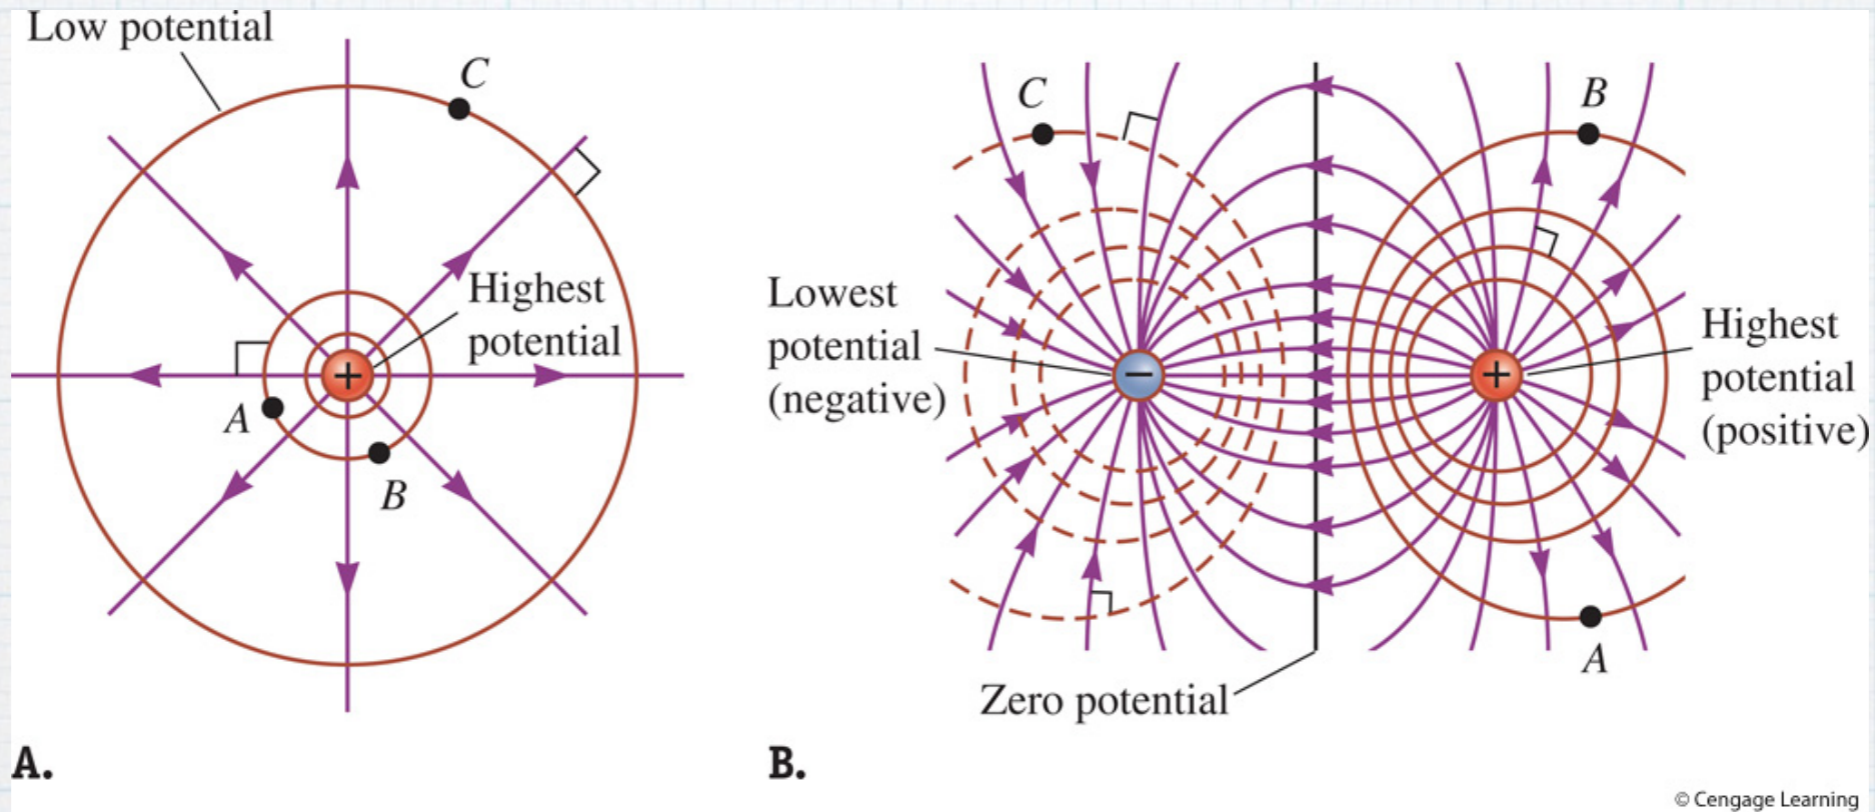 Low potential
C
Highest
potential
+
A
B
A.
C
B
Lowest
potential
(negative)
−
+
Highest
potential
(positive)
A
Zero potential
B.
© Cengage Learning